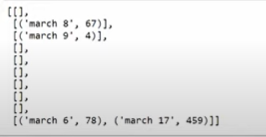 [[],
[('march 8', 67)],
[('march 9', 4)],
[],
[],
[],
[],
[],
[],
[('march 6', 78), ('march 17', 459)]]